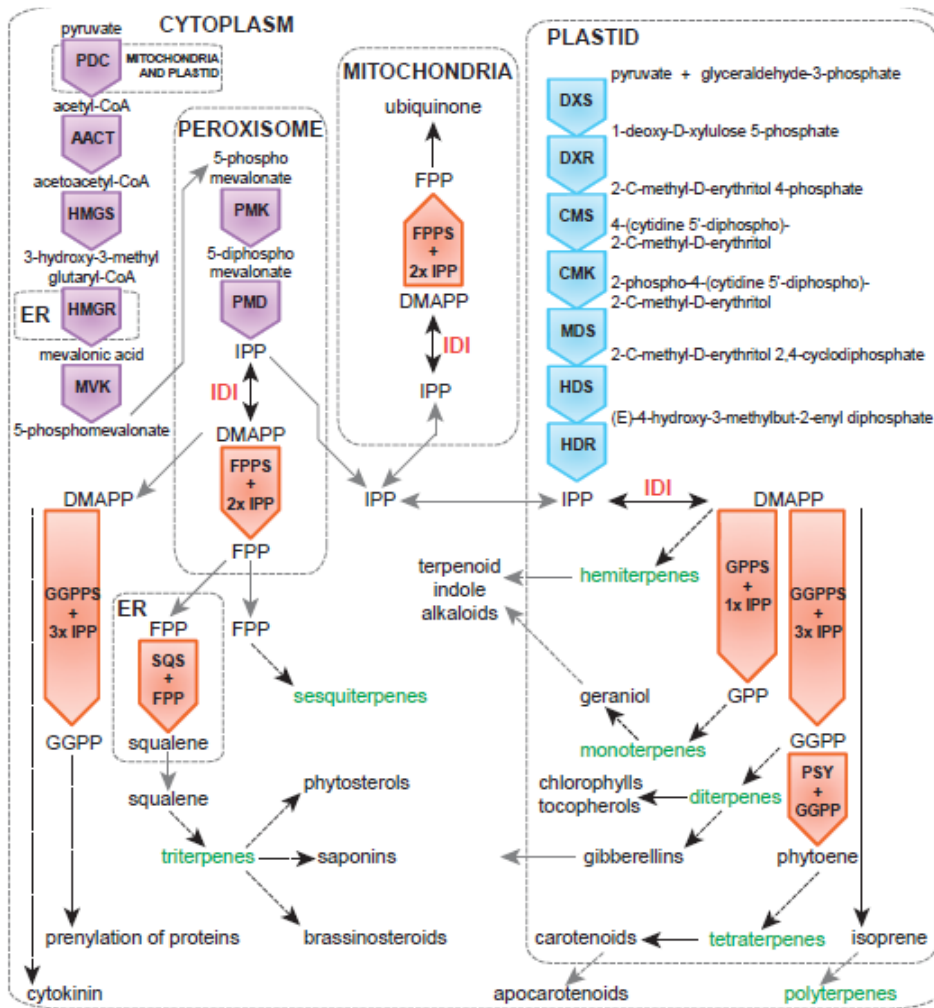 CYTOPLASM
pyruvate
PDC
MITOCHONDRIA
AND PLASTID
acetyl-CoA
AACT
acetoacetyl-CoA
HMGS
3-hydroxy-3-methyl
glutaryl-CoA
ER
HMGR
mevalonic acid
MVK
5-phosphomevalonate
PEROXISOME
5-phospho
mevalonate
PMK
5-diphospho
mevalonate
PMD
IPP
IDI
DMAPP
FPPS
+
2x IPP
FPP
MITOCHONDRIA
ubiquinone
FPP
FPPS
+
2x IPP
DMAPP
IDI
IPP
IPP
PLASTID
pyruvate + glyceraldehyde-3-phosphate
DXS
1-deoxy-D-xylulose 5-phosphate
DXR
2-C-methyl-D-erythritol 4-phosphate
CMS
4-(cytidine 5'-diphospho)-
2-C-methyl-D-erythritol
CMK
2-phospho-4-(cytidine 5'-diphospho)-
2-C-methyl-D-erythritol
MDS
2-C-methyl-D-erythritol 2,4-cyclodiphosphate
HDS
(E)-4-hydroxy-3-methylbut-2-enyl diphosphate
HDR
IPP
IDI
DMAPP
DMAPP
GGPPS
+
3x IPP
GGPP
prenylation of proteins
cytokinin
ER
FPP
SQS
+
FPP
squalene
squalene
triterpenes
phytosterols
saponins
brassinosteroids
FPP
sesquiterpenes
terpenoid
indole
alkaloids
hemiterpenes
GPPS
+
1x IPP
GPP
geraniol
monoterpenes
GGPPS
+
3x IPP
GGPP
chlorophylls
tocopherols
diterpenes
gibberellins
PSY
+
GGPP
phytoene
carotenoids
tetraterpenes
isoprene
apocarotenoids
polyterpenes